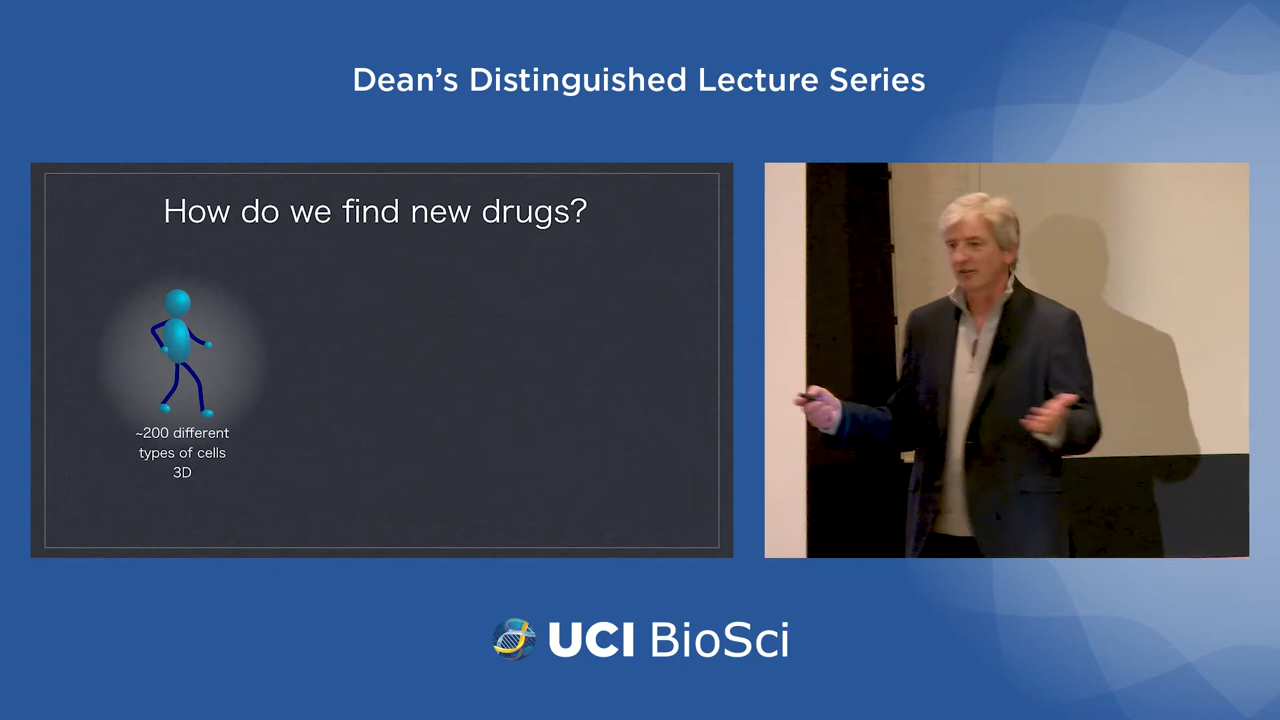 Dean’s Distinguished Lecture Series
How do we find new drugs?
~200 different
types of cells
3D
UCI BioSci